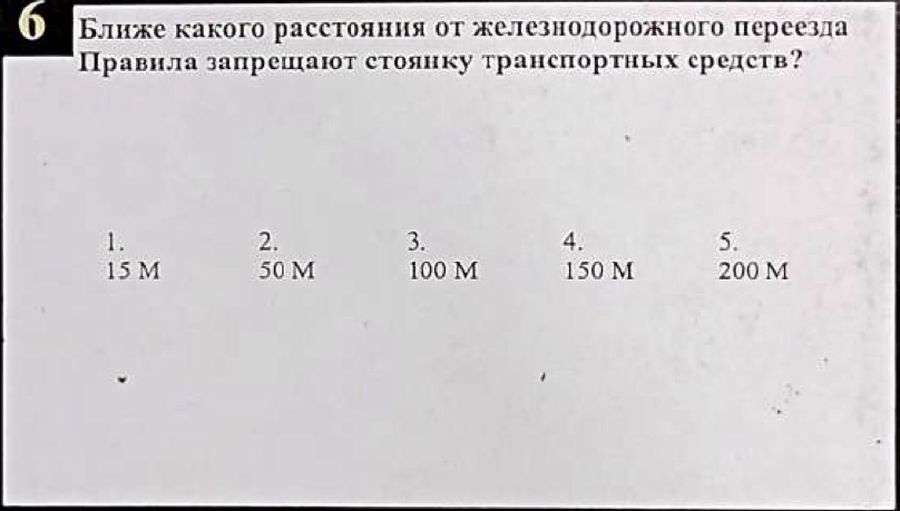 6
Ближе какого расстояния от железнодорожного переезда
Правила запрещают стоянку транспортных средств?
1. 2. 3. 4. 5.
15 М 50 М 100 М 150 М 200 М